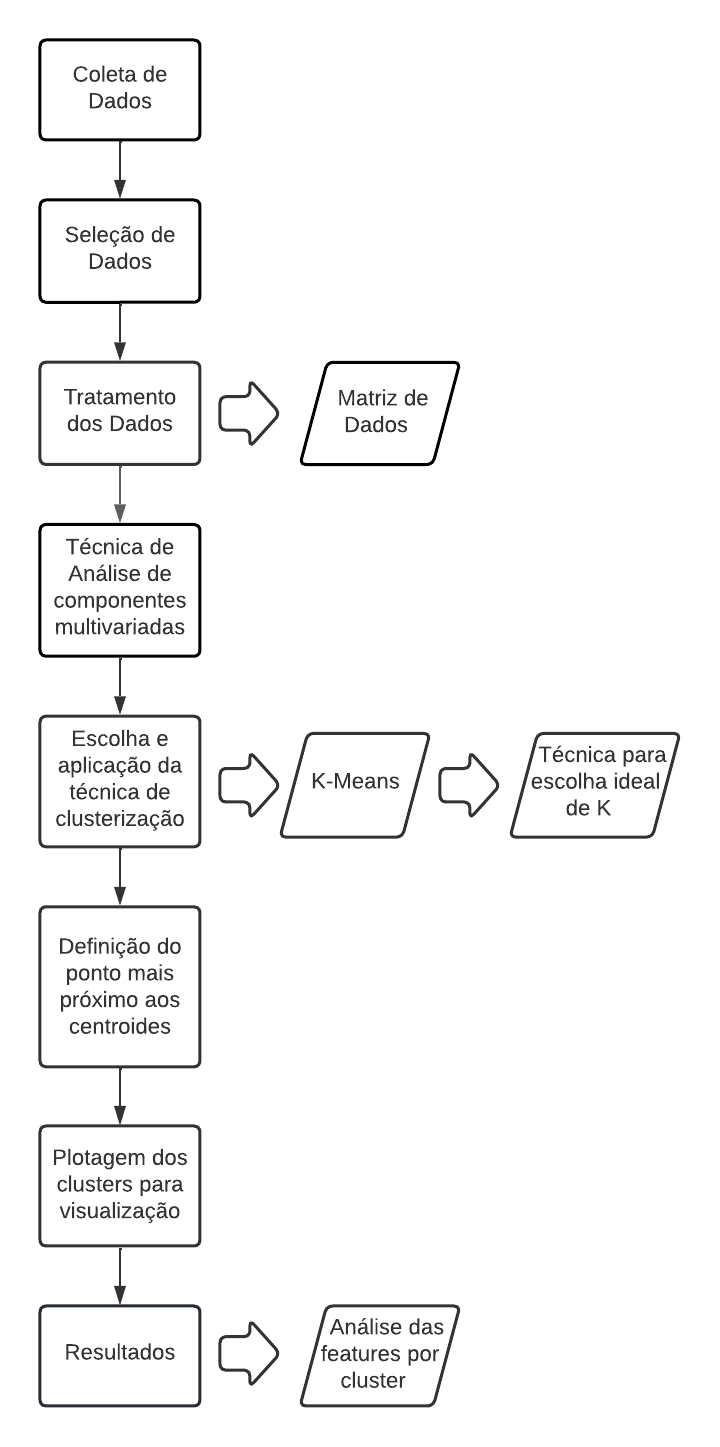 Coleta de
Dados
Seleção de
Dados
Tratamento
dos Dados
Matriz de
Dados
Técnica de
Análise de
componentes
multivariadas
Escolha e
aplicação da
técnica de
clusterização
K-Means
Técnica para
escolha ideal
de K
Definição do
ponto mais
próximo aos
centroides
Plotagem dos
clusters para
visualização
Resultados
Análise das
features por
cluster